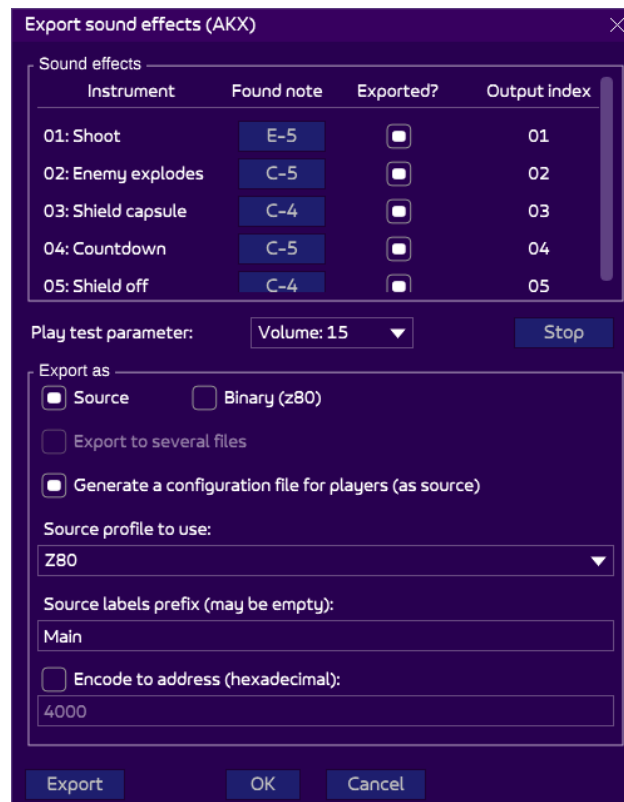 Export sound effects (AKX)
Sound effects
Instrument Found note Exported? Output index
01: Shoot E-5 01
02: Enemy explodes C-5 02
03: Shield capsule C-4 03
04: Countdown C-5 04
05: Shield off C-4 05
Play test parameter: Volume: 15 Stop
Export as
Source Binary (z80)
Export to several files
Generate a configuration file for players (as source)
Source profile to use:
Z80
Source labels prefix (may be empty):
Main
Encode to address (hexadecimal):
4000
Export OK Cancel